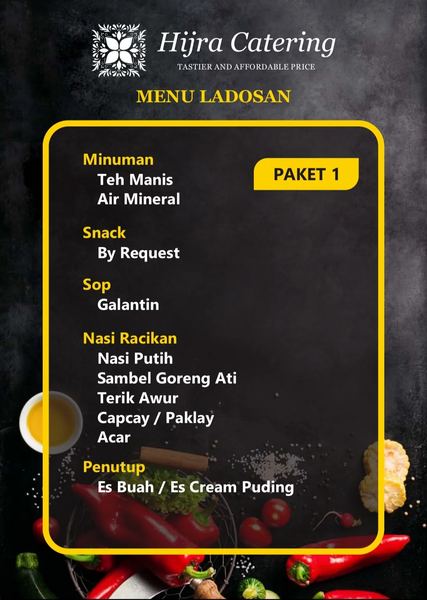 Hijra Catering
TASTIER AND AFFORDABLE PRICE
MENU LADOSAN
PAKET 1
Minuman
Teh Manis
Air Mineral
Snack
By Request
Sop
Galantin
Nasi Racikan
Nasi Putih
Sambel Goreng Ati
Terik Awur
Capcay / Paklay
Acar
Penutup
Es Buah / Es Cream Puding